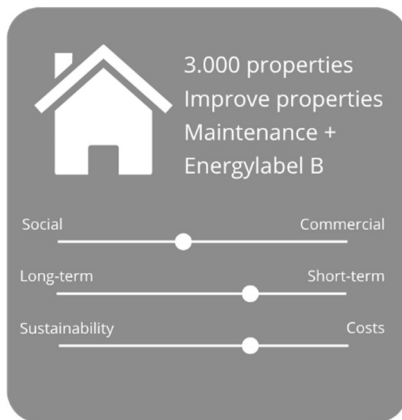 3.000 properties
Improve properties
Maintenance +
Energylabel B
Social Commercial
Long-term Short-term
Sustainability Costs